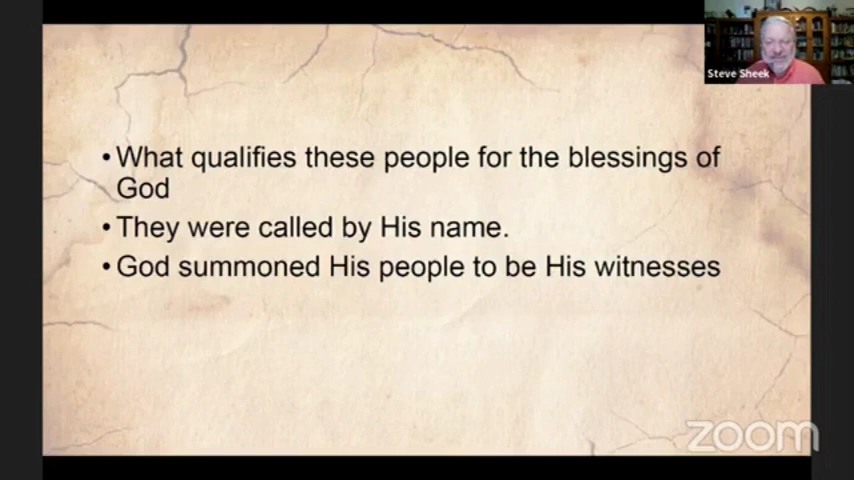 Steve Sheek
• What qualifies these people for the blessings of
God
• They were called by His name.
• God summoned His people to be His witnesses
zoom